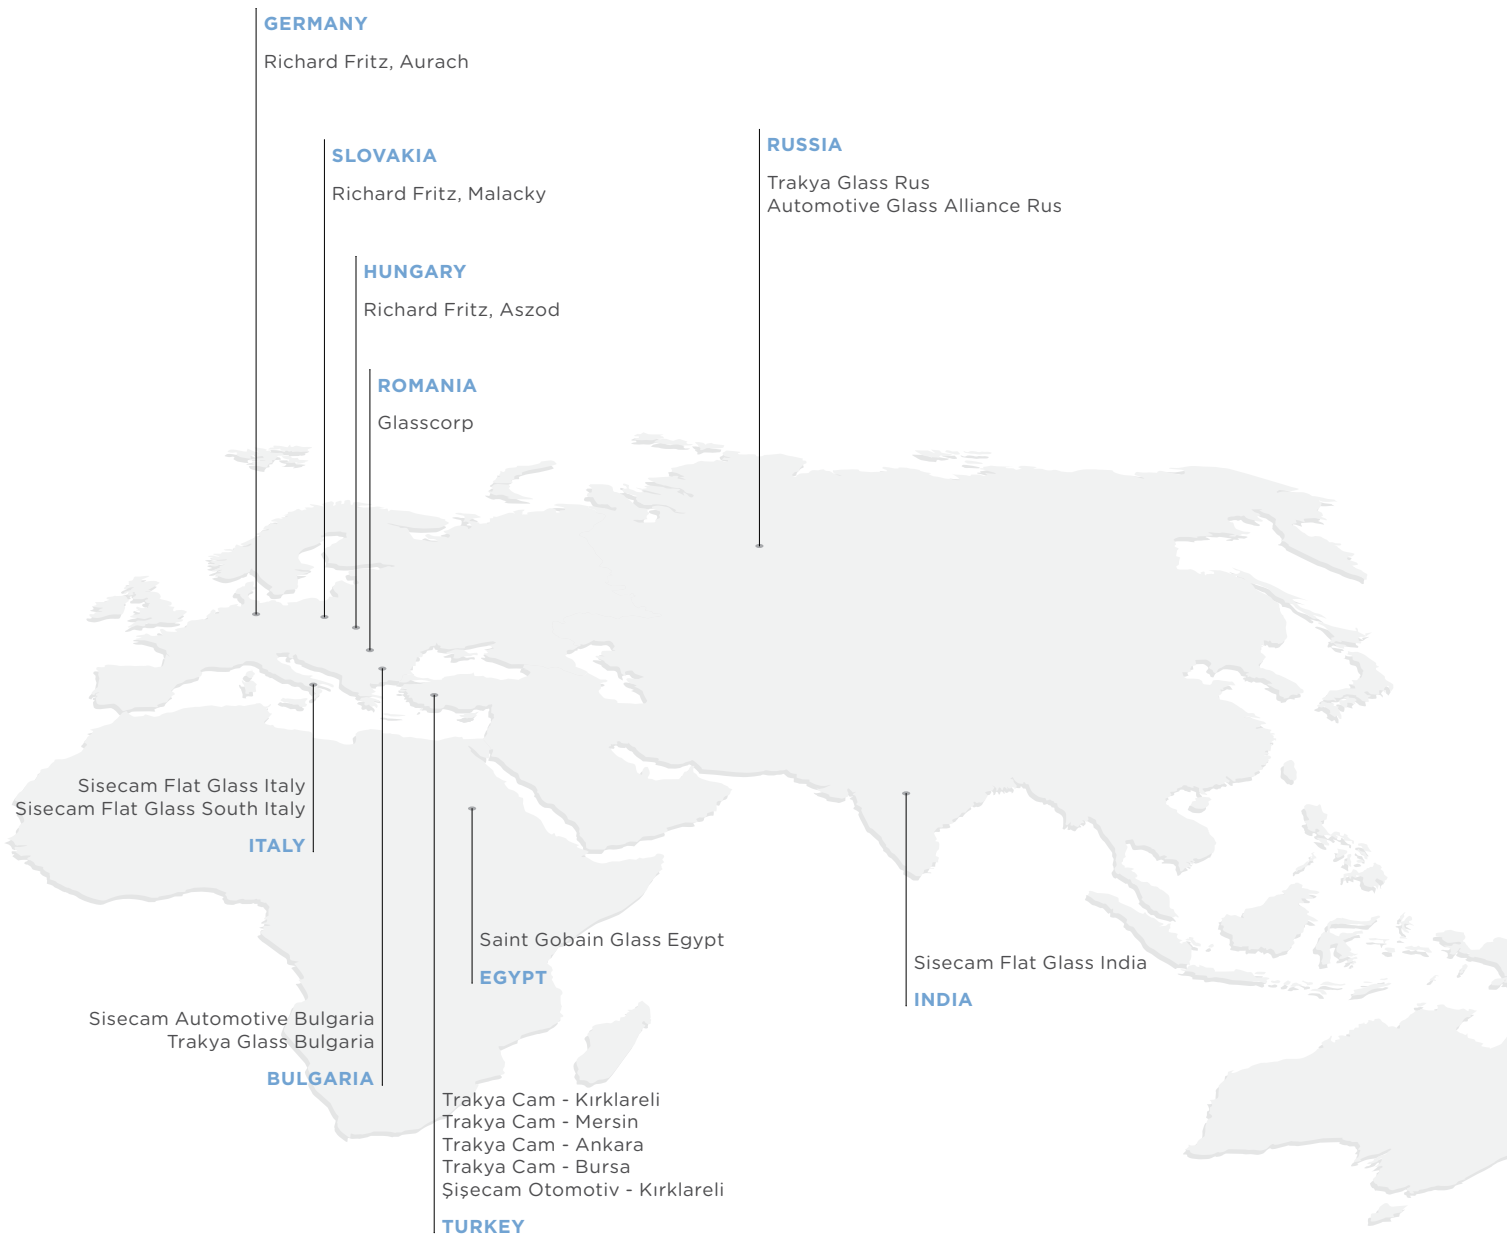 GERMANY
Richard Fritz, Aurach
SLOVAKIA
Richard Fritz, Malacky
RUSSIA
Trakya Glass Rus
Automotive Glass Alliance Rus
HUNGARY
Richard Fritz, Aszod
ROMANIA
Glasscorp
Sisecam Flat Glass Italy
Sisecam Flat Glass South Italy
ITALY
Saint Gobain Glass Egypt
EGYPT
Sisecam Flat Glass India
INDIA
Sisecam Automotive Bulgaria
Trakya Glass Bulgaria
BULGARIA
Trakya Cam - Kırklareli
Trakya Cam - Mersin
Trakya Cam - Ankara
Trakya Cam - Bursa
Şişecam Otomotiv - Kırklareli
TURKEY